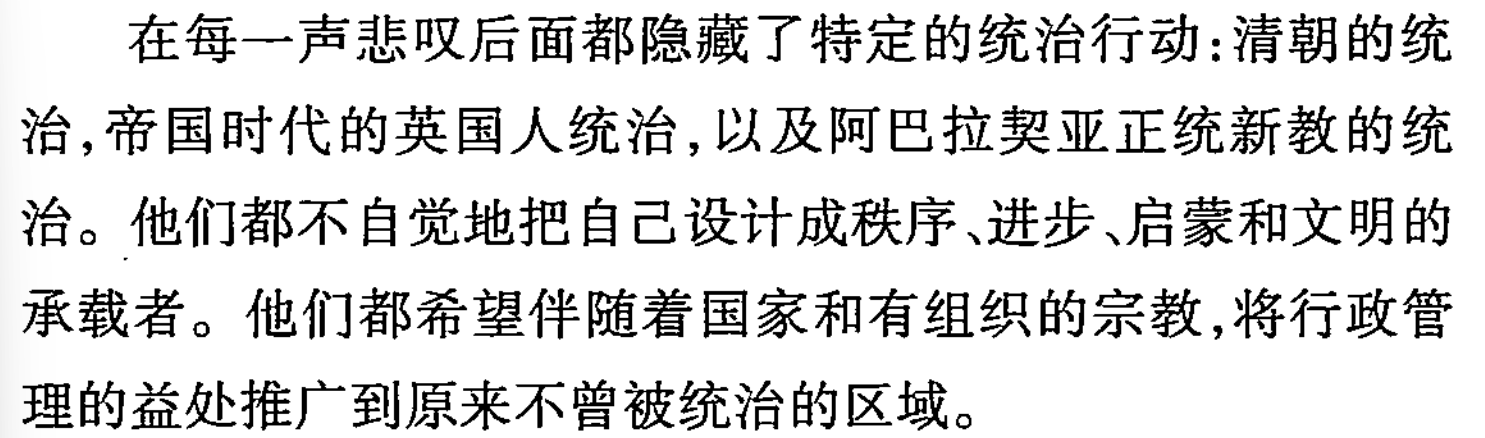 在每一声悲叹后面都隐藏了特定的统治行动:清朝的统
治,帝国时代的英国人统治,以及阿巴拉契亚正统新教的统
治。他们都不自觉地把自己设计成秩序、进步、启蒙和文明的
承载者。他们都希望伴随着国家和有组织的宗教,将行政管
理的益处推广到原来不曾被统治的区域。